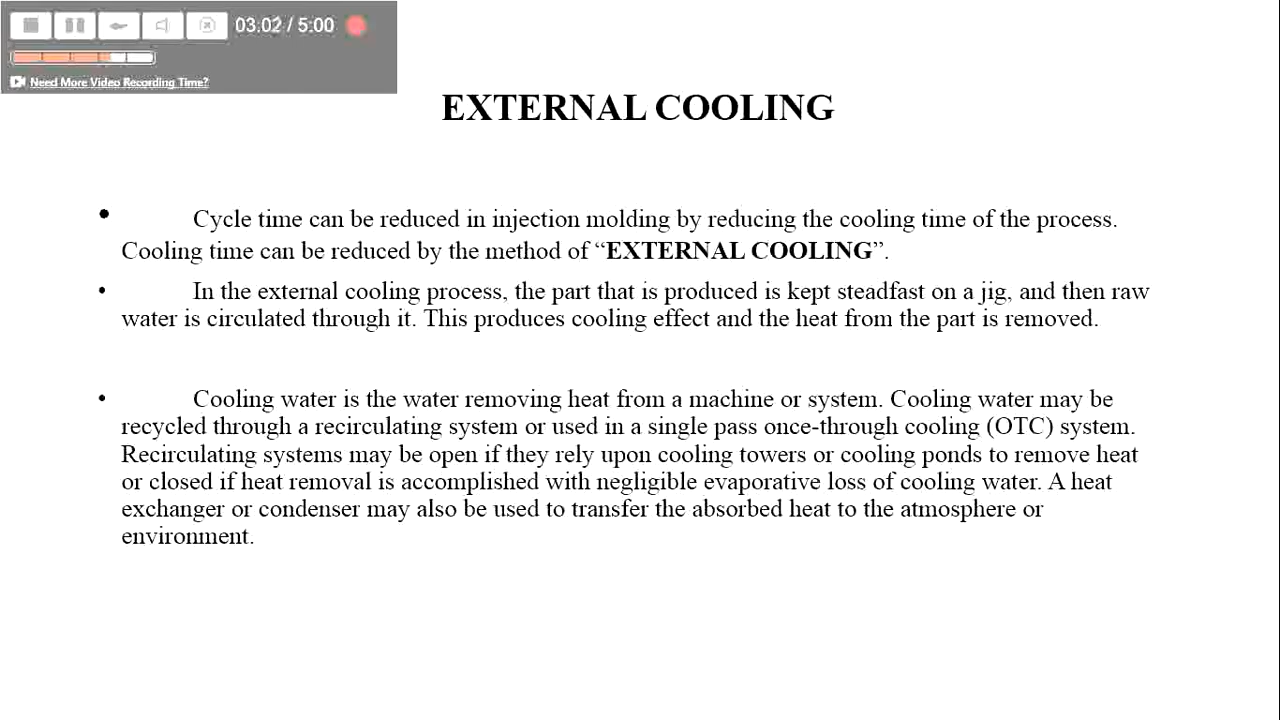 03:02 / 5:00
Need More Video Recording Time?
EXTERNAL COOLING
• Cycle time can be reduced in injection molding by reducing the cooling time of the process.
Cooling time can be reduced by the method of “EXTERNAL COOLING”.
• In the external cooling process, the part that is produced is kept steadfast on a jig, and then raw
water is circulated through it. This produces cooling effect and the heat from the part is removed.
• Cooling water is the water removing heat from a machine or system. Cooling water may be
recycled through a recirculating system or used in a single pass once-through cooling (OTC) system.
Recirculating systems may be open if they rely upon cooling towers or cooling ponds to remove heat
or closed if heat removal is accomplished with negligible evaporative loss of cooling water. A heat
exchanger or condenser may also be used to transfer the absorbed heat to the atmosphere or
environment.